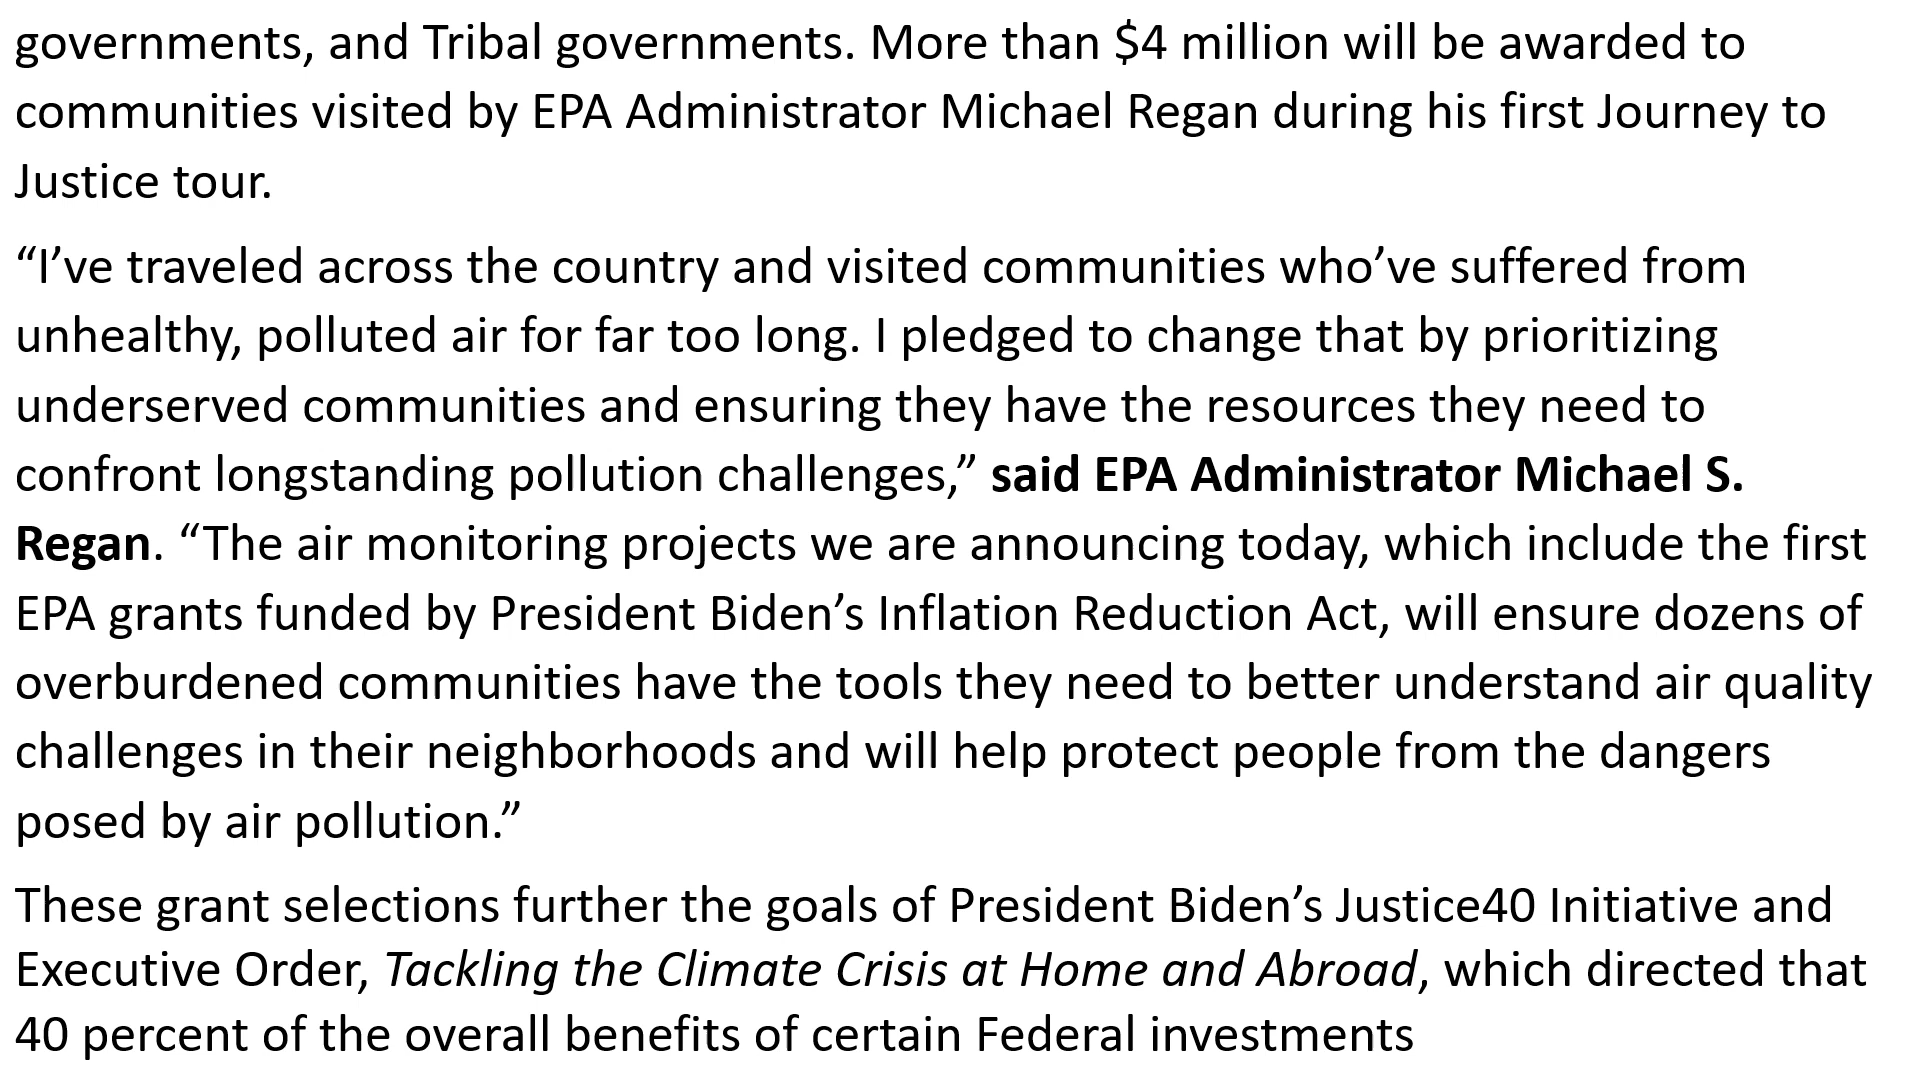 governments, and Tribal governments. More than $4 million will be awarded to
communities visited by EPA Administrator Michael Regan during his first Journey to
Justice tour.
“I’ve traveled across the country and visited communities who’ve suffered from
unhealthy, polluted air for far too long. I pledged to change that by prioritizing
underserved communities and ensuring they have the resources they need to
confront longstanding pollution challenges,” said EPA Administrator Michael S.
Regan. “The air monitoring projects we are announcing today, which include the first
EPA grants funded by President Biden’s Inflation Reduction Act, will ensure dozens of
overburdened communities have the tools they need to better understand air quality
challenges in their neighborhoods and will help protect people from the dangers
posed by air pollution.”
These grant selections further the goals of President Biden’s Justice40 Initiative and
Executive Order, Tackling the Climate Crisis at Home and Abroad, which directed that
40 percent of the overall benefits of certain Federal investments